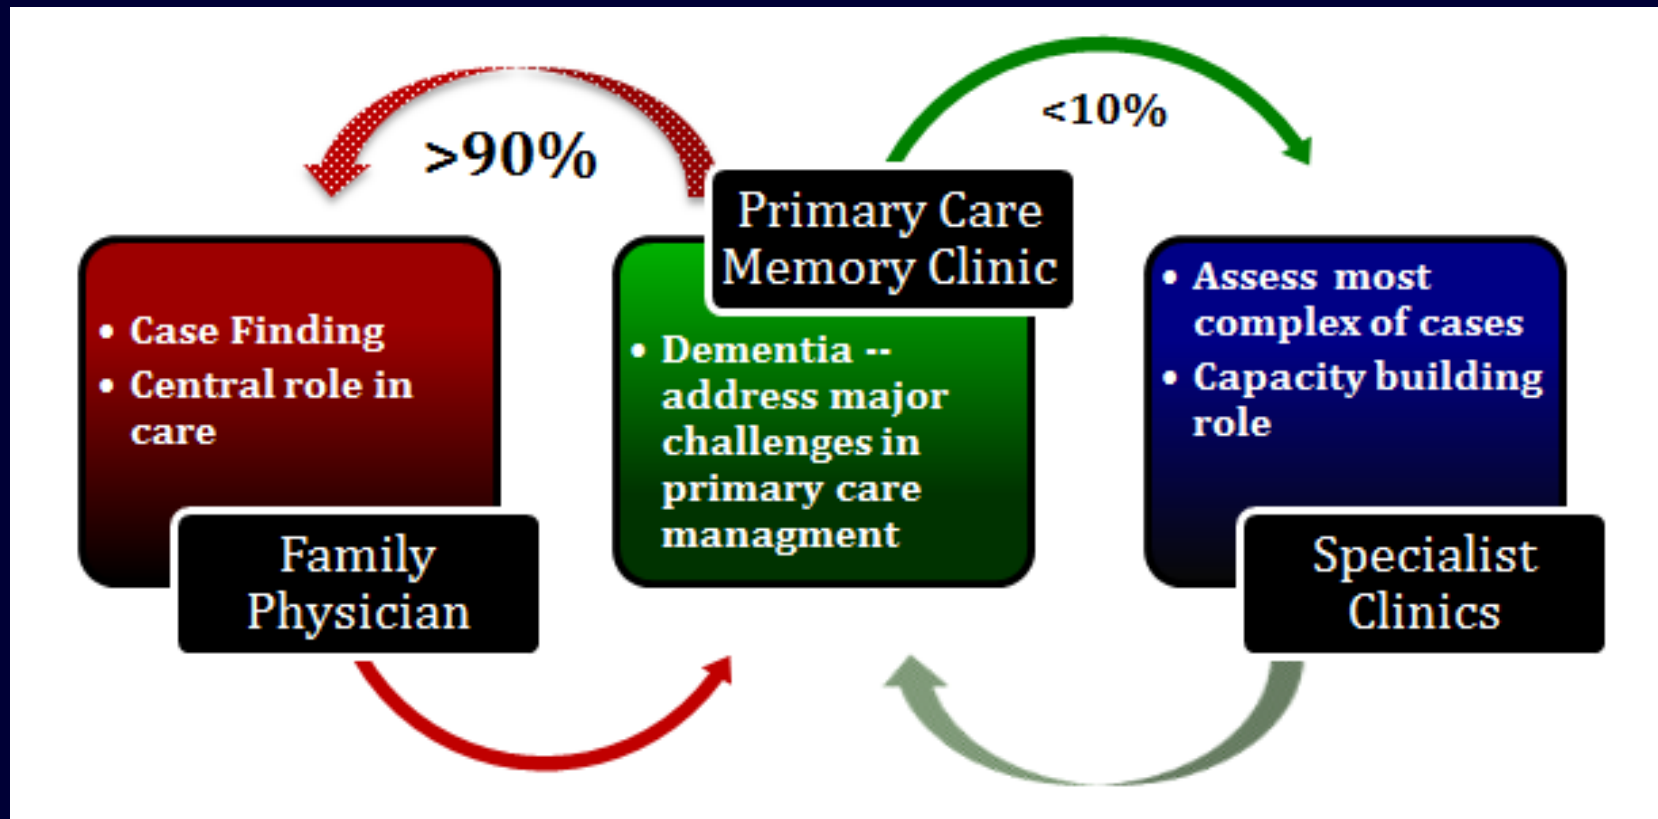 >90%
<10%
Primary Care
Memory Clinic
• Case Finding
• Central role in
care
Family
Physician
• Dementia --
address major
challenges in
primary care
managment
• Assess most
complex of cases
• Capacity building
role
Specialist
Clinics